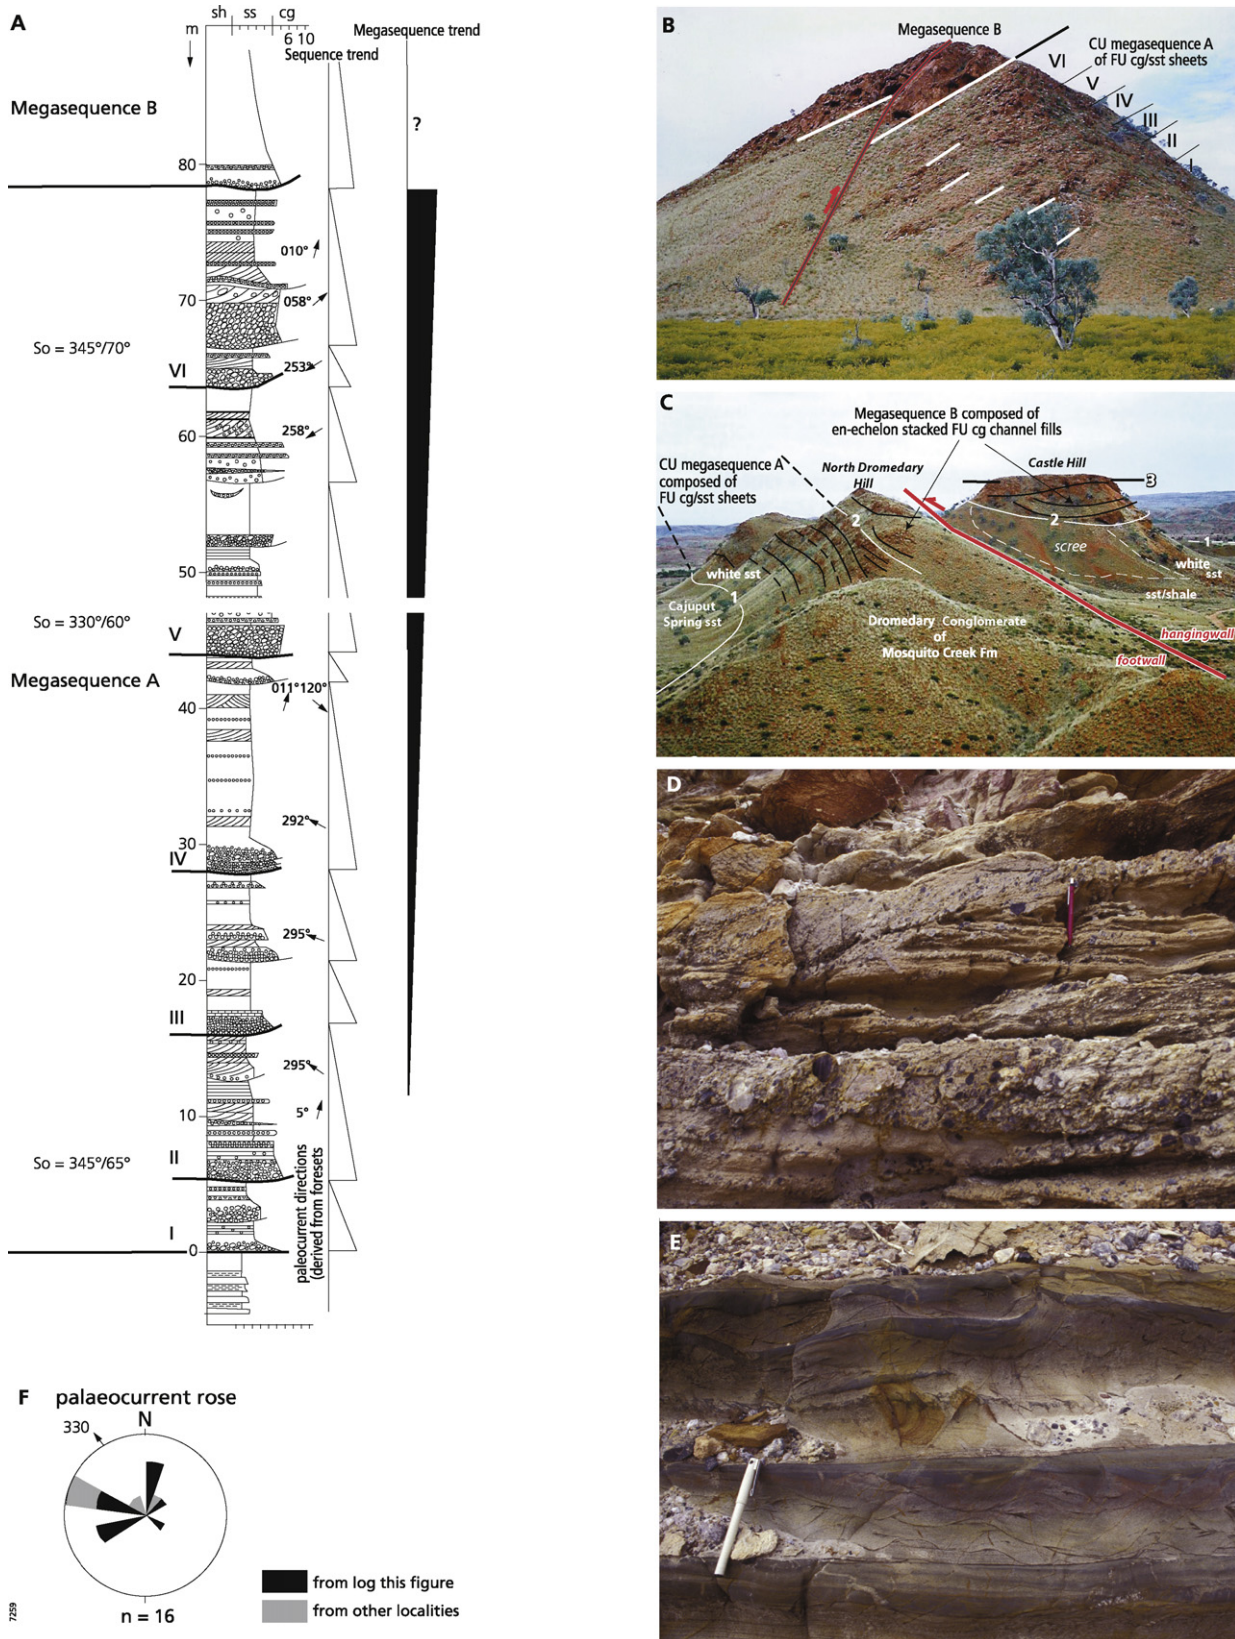 A
m
sh ss cg
6 10
Sequence trend
Megasequence trend
Megasequence B
?
80
010°
70
058°
So = 345°/70°
253°
VI
258°
60
50
So = 330°/60°
V
Megasequence A
011° 120°
40
292°
30
IV
295°
20
III
295°
5°
10
So = 345°/65°
II
I
0
paleocurrent directions
(derived from foresets)
F
palaeocurrent rose
N
330
n = 16
from log this figure
from other localities
7259
B
Megasequence B
CU megasequence A
of FU cg/sst sheets
VI
V
IV
III
II
I
C
Megasequence B composed of
en-echelon stacked FU cg channel fills
CU megasequence A
composed of
FU cg/sst sheets
North Dromedary
Hill
Castle Hill
3
2
2
1
scree
white sst
white
sst
1
sst/shale
Cajuput
Spring sst
Dromedary Conglomerate
of
Mosquito Creek Fm
hangingwall
footwall
D
E